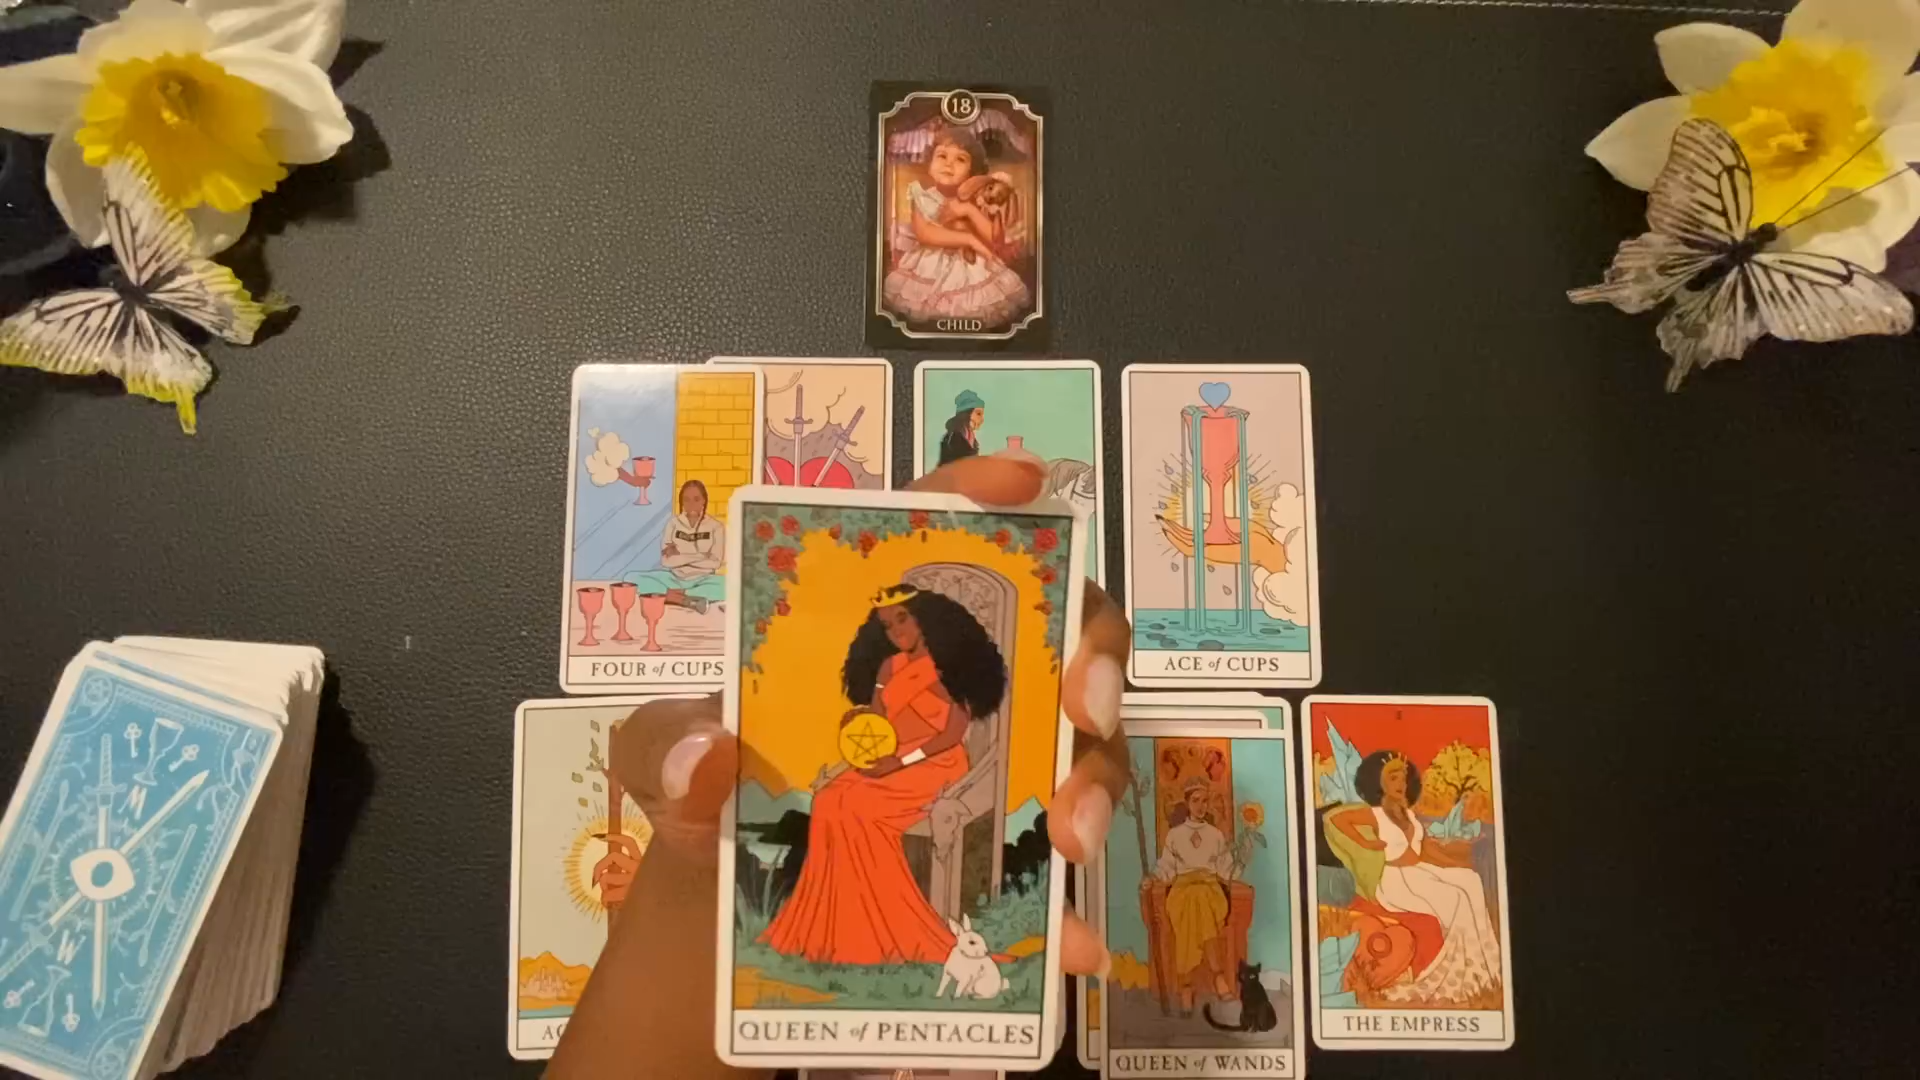 18
CHILD
FOUR of CUPS
ACE of CUPS
QUEEN of PENTACLES
QUEEN of WANDS
THE EMPRESS
M
W